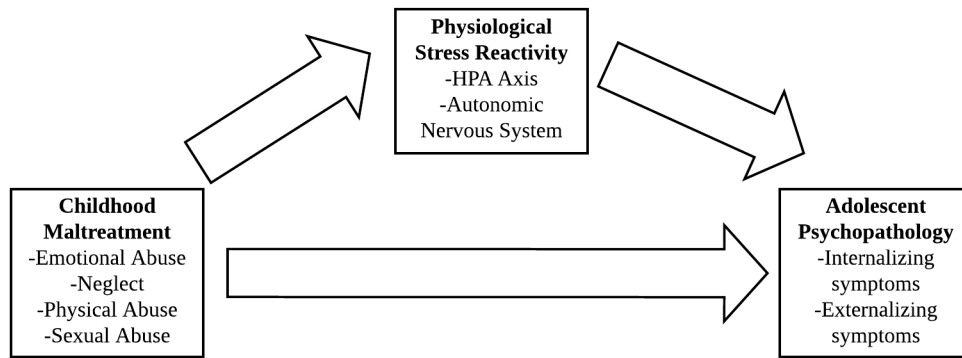 Physiological
Stress Reactivity
-HPA Axis
-Autonomic
Nervous System
Childhood
Maltreatment
-Emotional Abuse
-Neglect
-Physical Abuse
-Sexual Abuse
Adolescent
Psychopathology
-Internalizing
symptoms
-Externalizing
symptoms